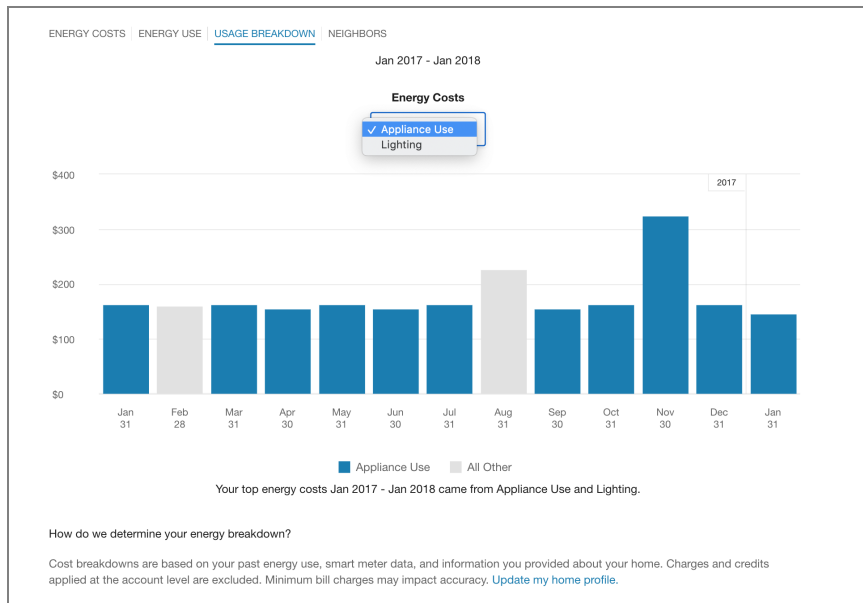 ENERGY COSTS ENERGY USE USAGE BREAKDOWN NEIGHBORS
Jan 2017 - Jan 2018
Energy Costs
✓ Appliance Use
Lighting
$400
2017
$300
$200
$100
$0
Jan Feb Mar Apr May Jun Jul Aug Sep Oct Nov Dec Jan
31 28 31 30 31 30 31 31 30 31 30 31 31
Appliance Use All Other
Your top energy costs Jan 2017 - Jan 2018 came from Appliance Use and Lighting.
How do we determine your energy breakdown?
Cost breakdowns are based on your past energy use, smart meter data, and information you provided about your home. Charges and credits
applied at the account level are excluded. Minimum bill charges may impact accuracy. Update my home profile.